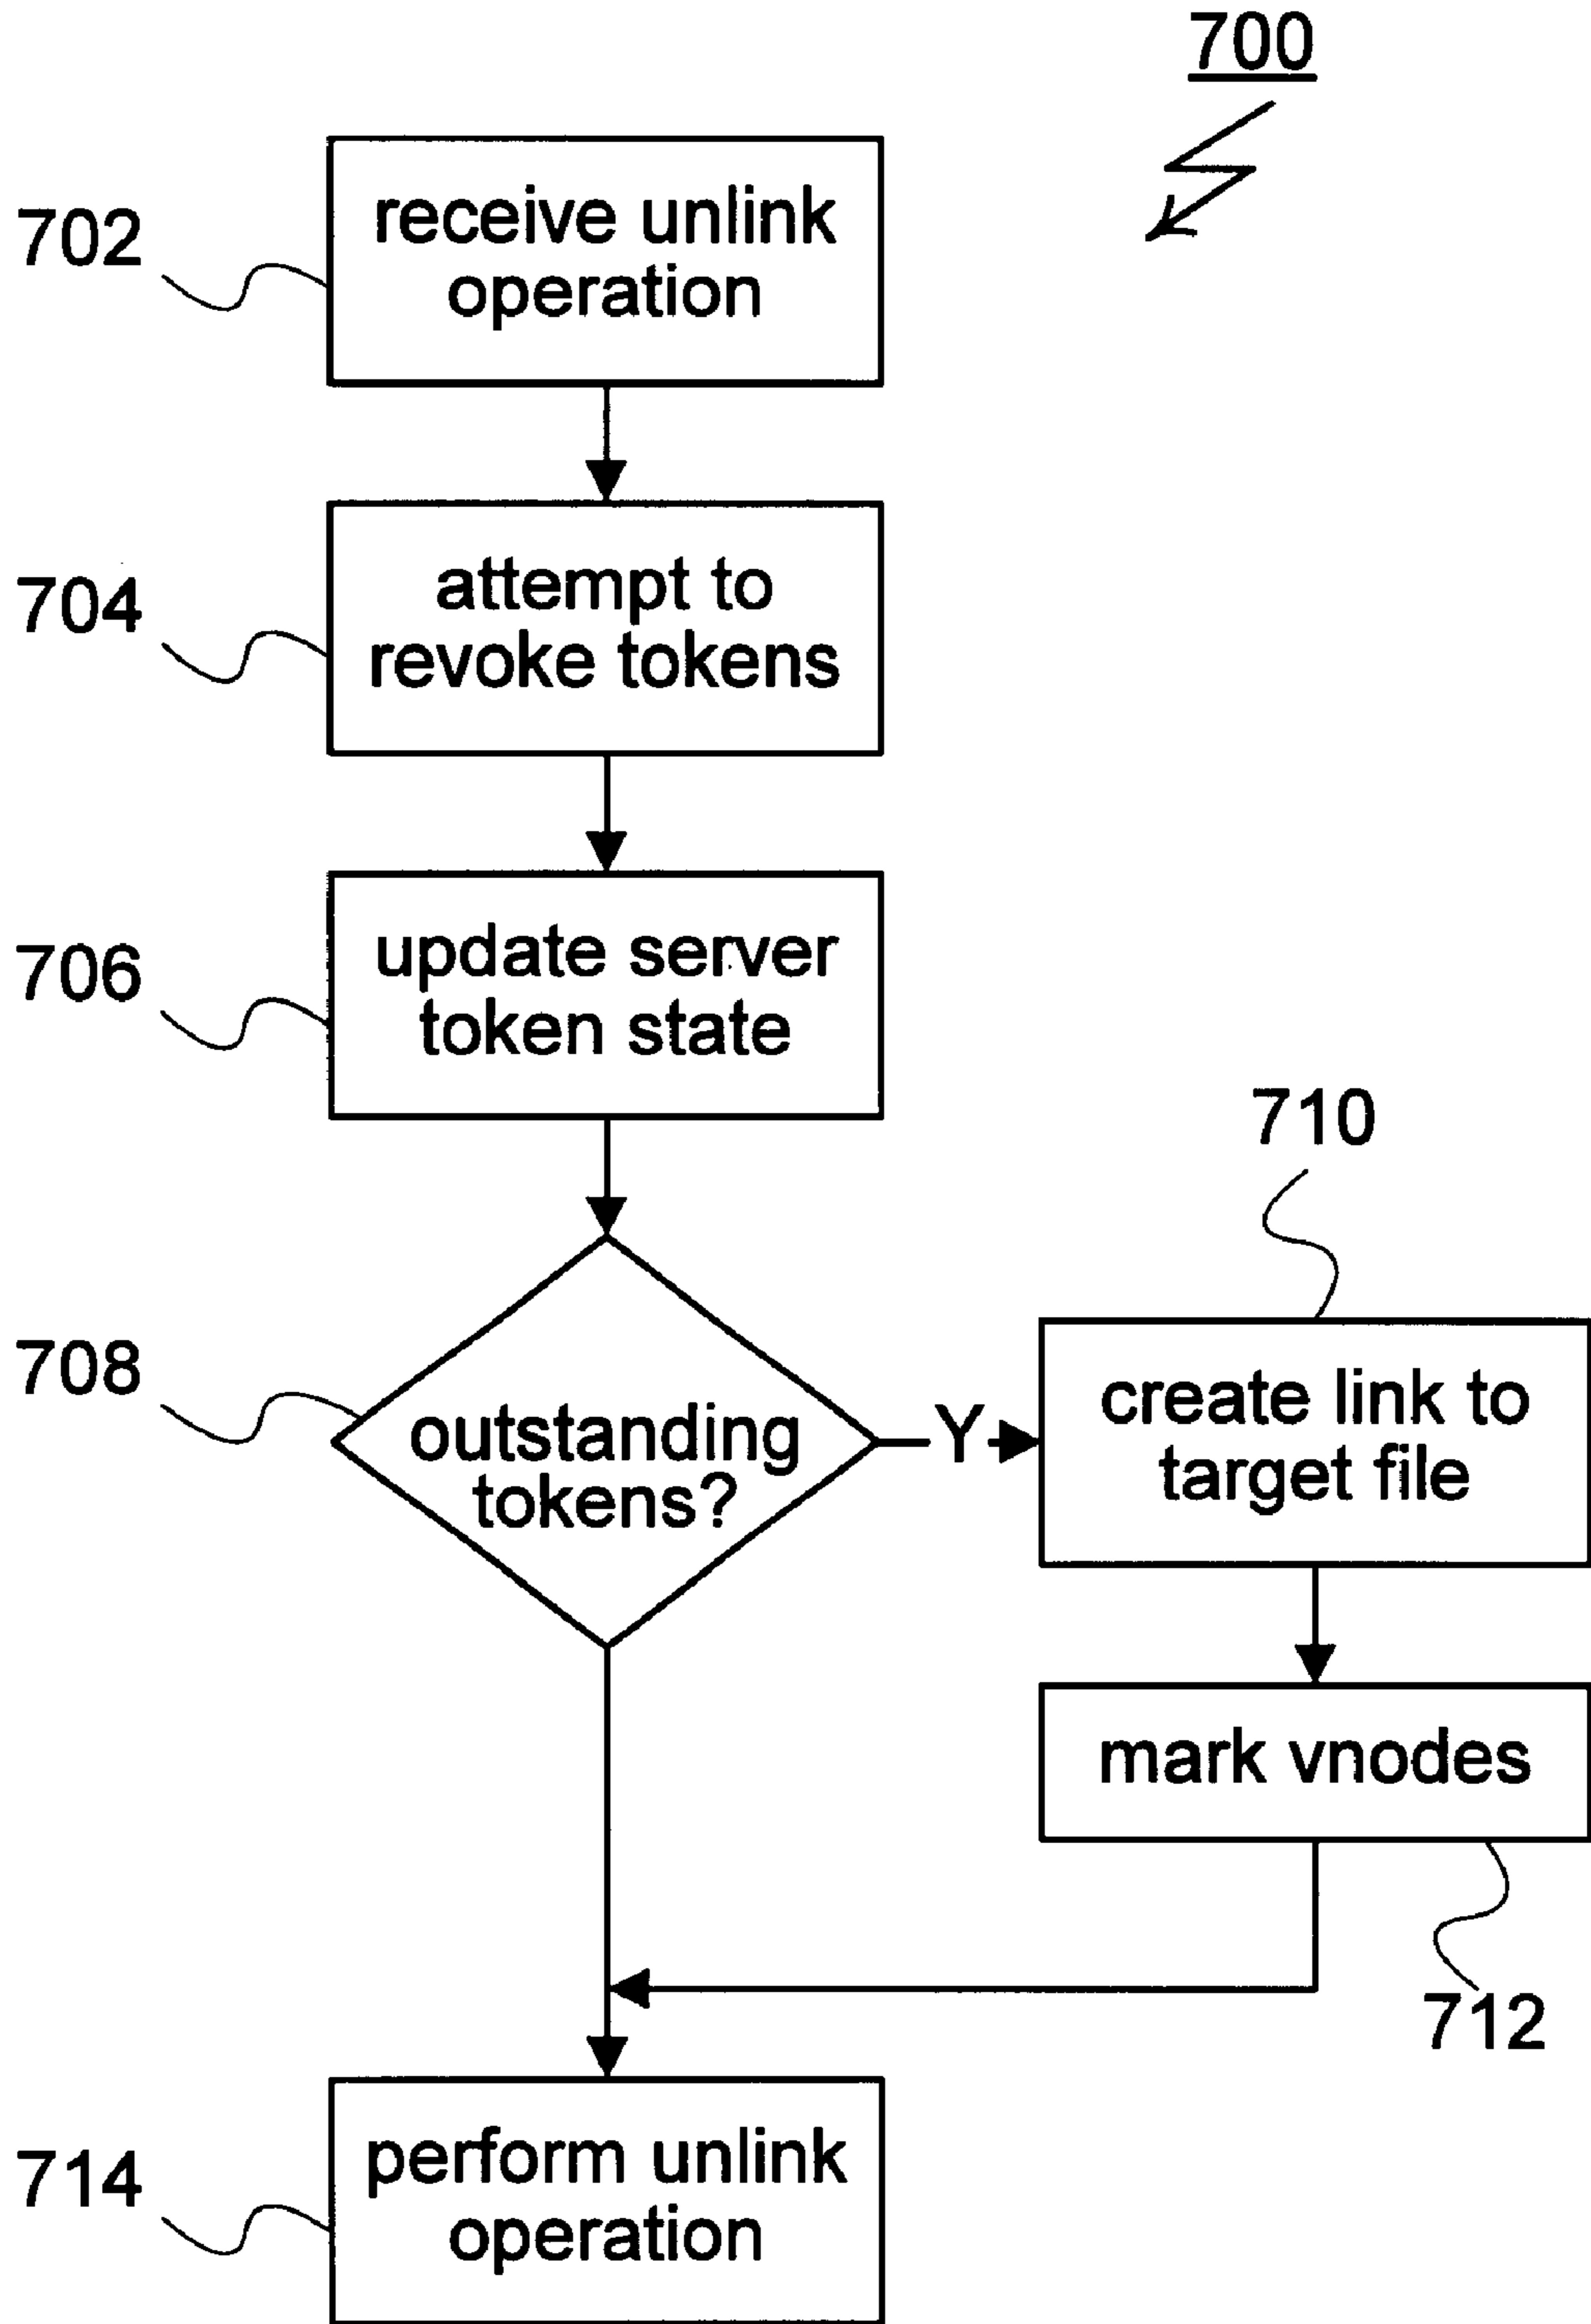 700
702
receive unlink
operation
704
attempt to
revoke tokens
706
update server
token state
708
outstanding
tokens?
Y
710
create link to
target file
mark vnodes
712
714
perform unlink
operation